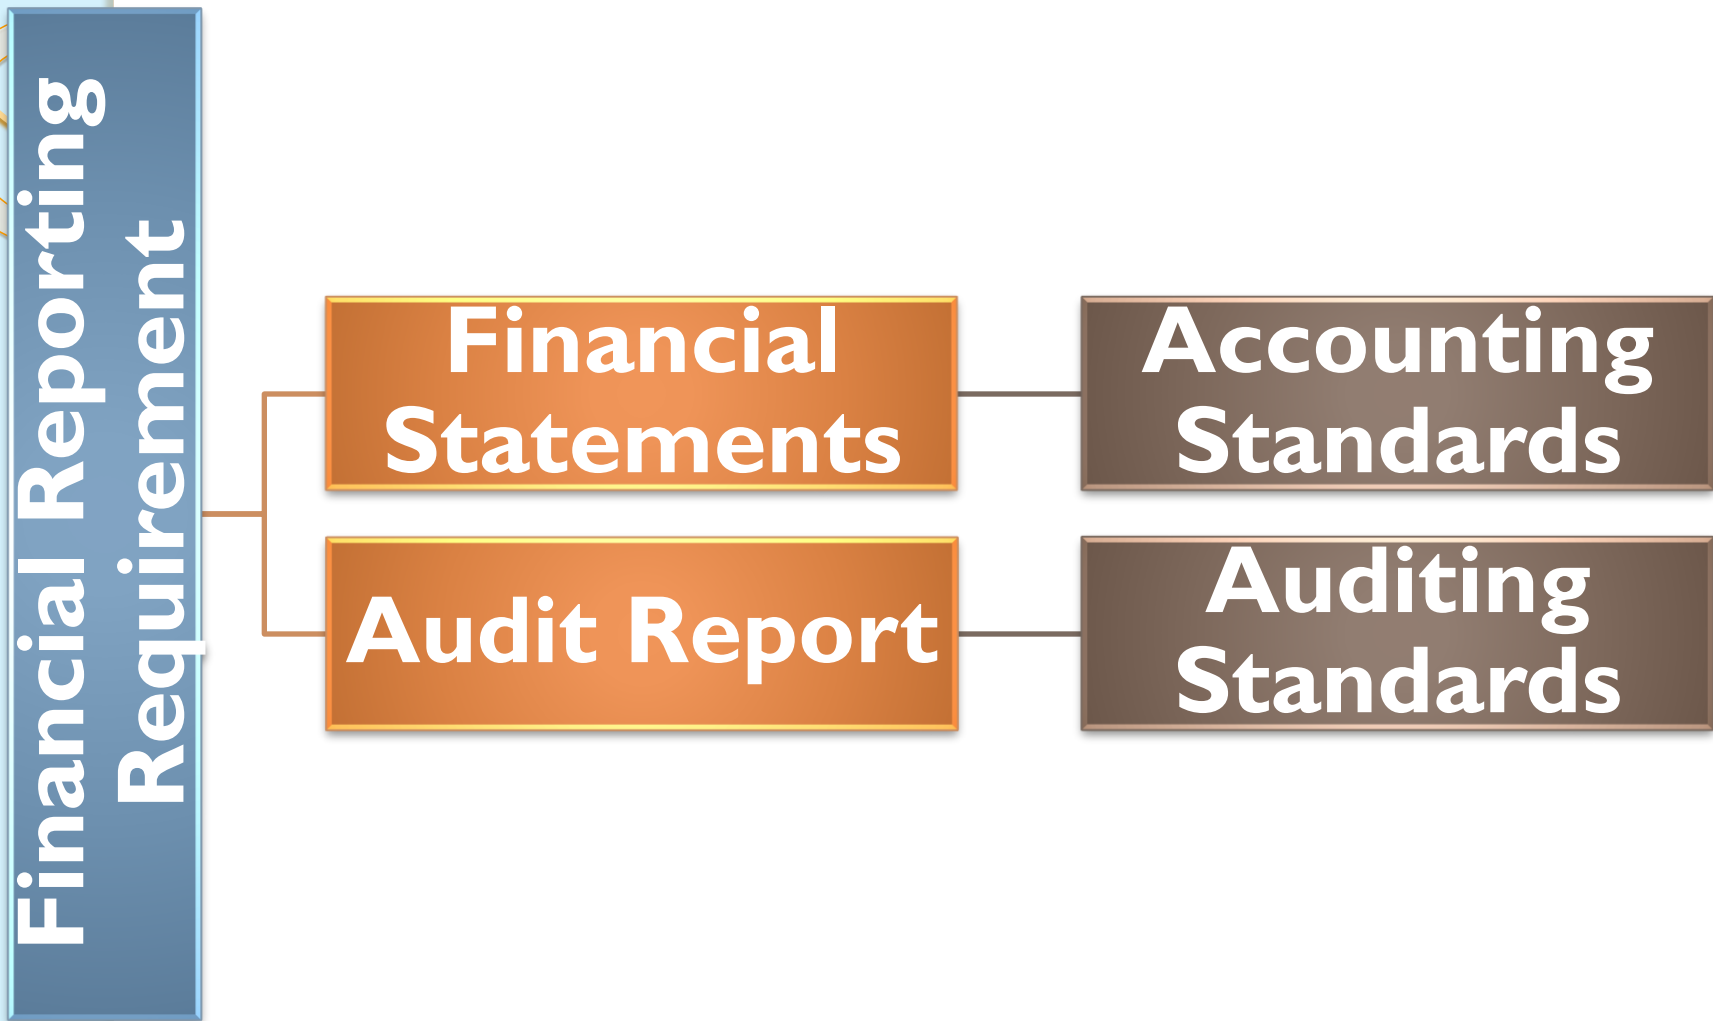 Financial Reporting
Requirement
Financial
Statements
Accounting
Standards
Audit Report
Auditing
Standards